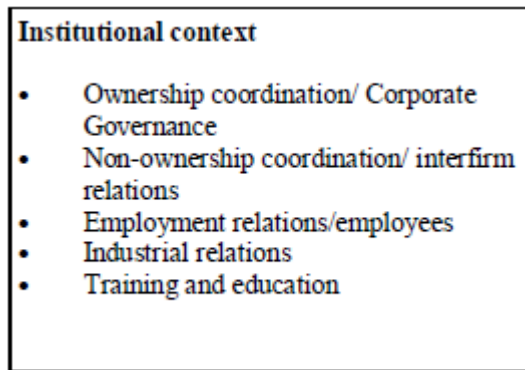 Institutional context
• Ownership coordination/ Corporate
Governance
• Non-ownership coordination/ interfirm
relations
• Employment relations/employees
• Industrial relations
• Training and education